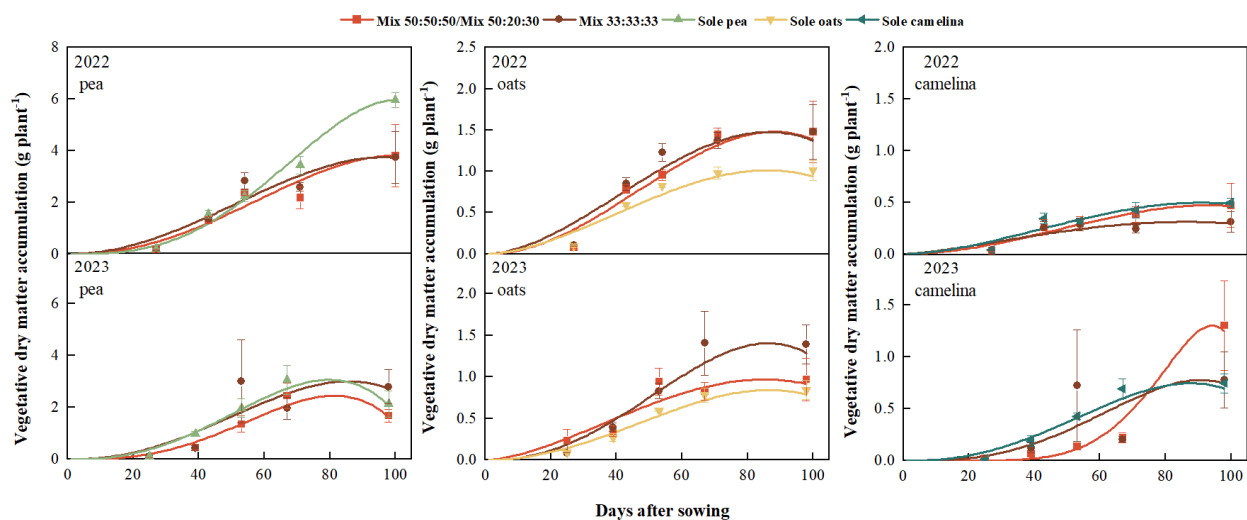 Mix 50:50:50/Mix 50:20:30 Mix 33:33:33 Sole pea Sole oats Sole camelina
Vegetative dry matter accumulation (g plant-1)
2022
pea
8
6
4
2
0
2023
pea
3
2
1
0
0 20 40 60 80 100
Vegetative dry matter accumulation (g plant-1)
2022
oats
2.5
2.0
1.5
1.0
0.5
0.0
2023
oats
2.0
1.5
1.0
0.5
0.0
0 20 40 60 80 100
Vegetative dry matter accumulation (g plant-1)
2022
camelina
2.0
1.5
1.0
0.5
0.0
2023
camelina
1.5
1.0
0.5
0.0
0 20 40 60 80 100
Days after sowing